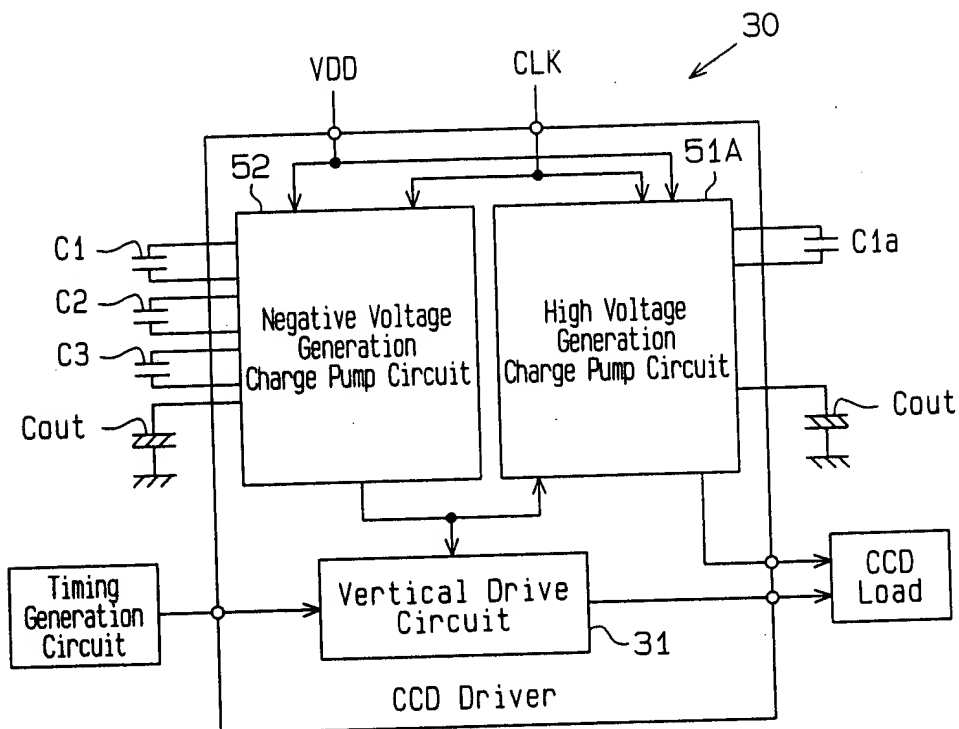 30
VDD
CLK
52
51A
C1
C2
C3
Cout
Negative Voltage
Generation
Charge Pump Circuit
High Voltage
Generation
Charge Pump Circuit
C1a
Cout
Timing
Generation
Circuit
Vertical Drive
Circuit
31
CCD
Load
CCD Driver